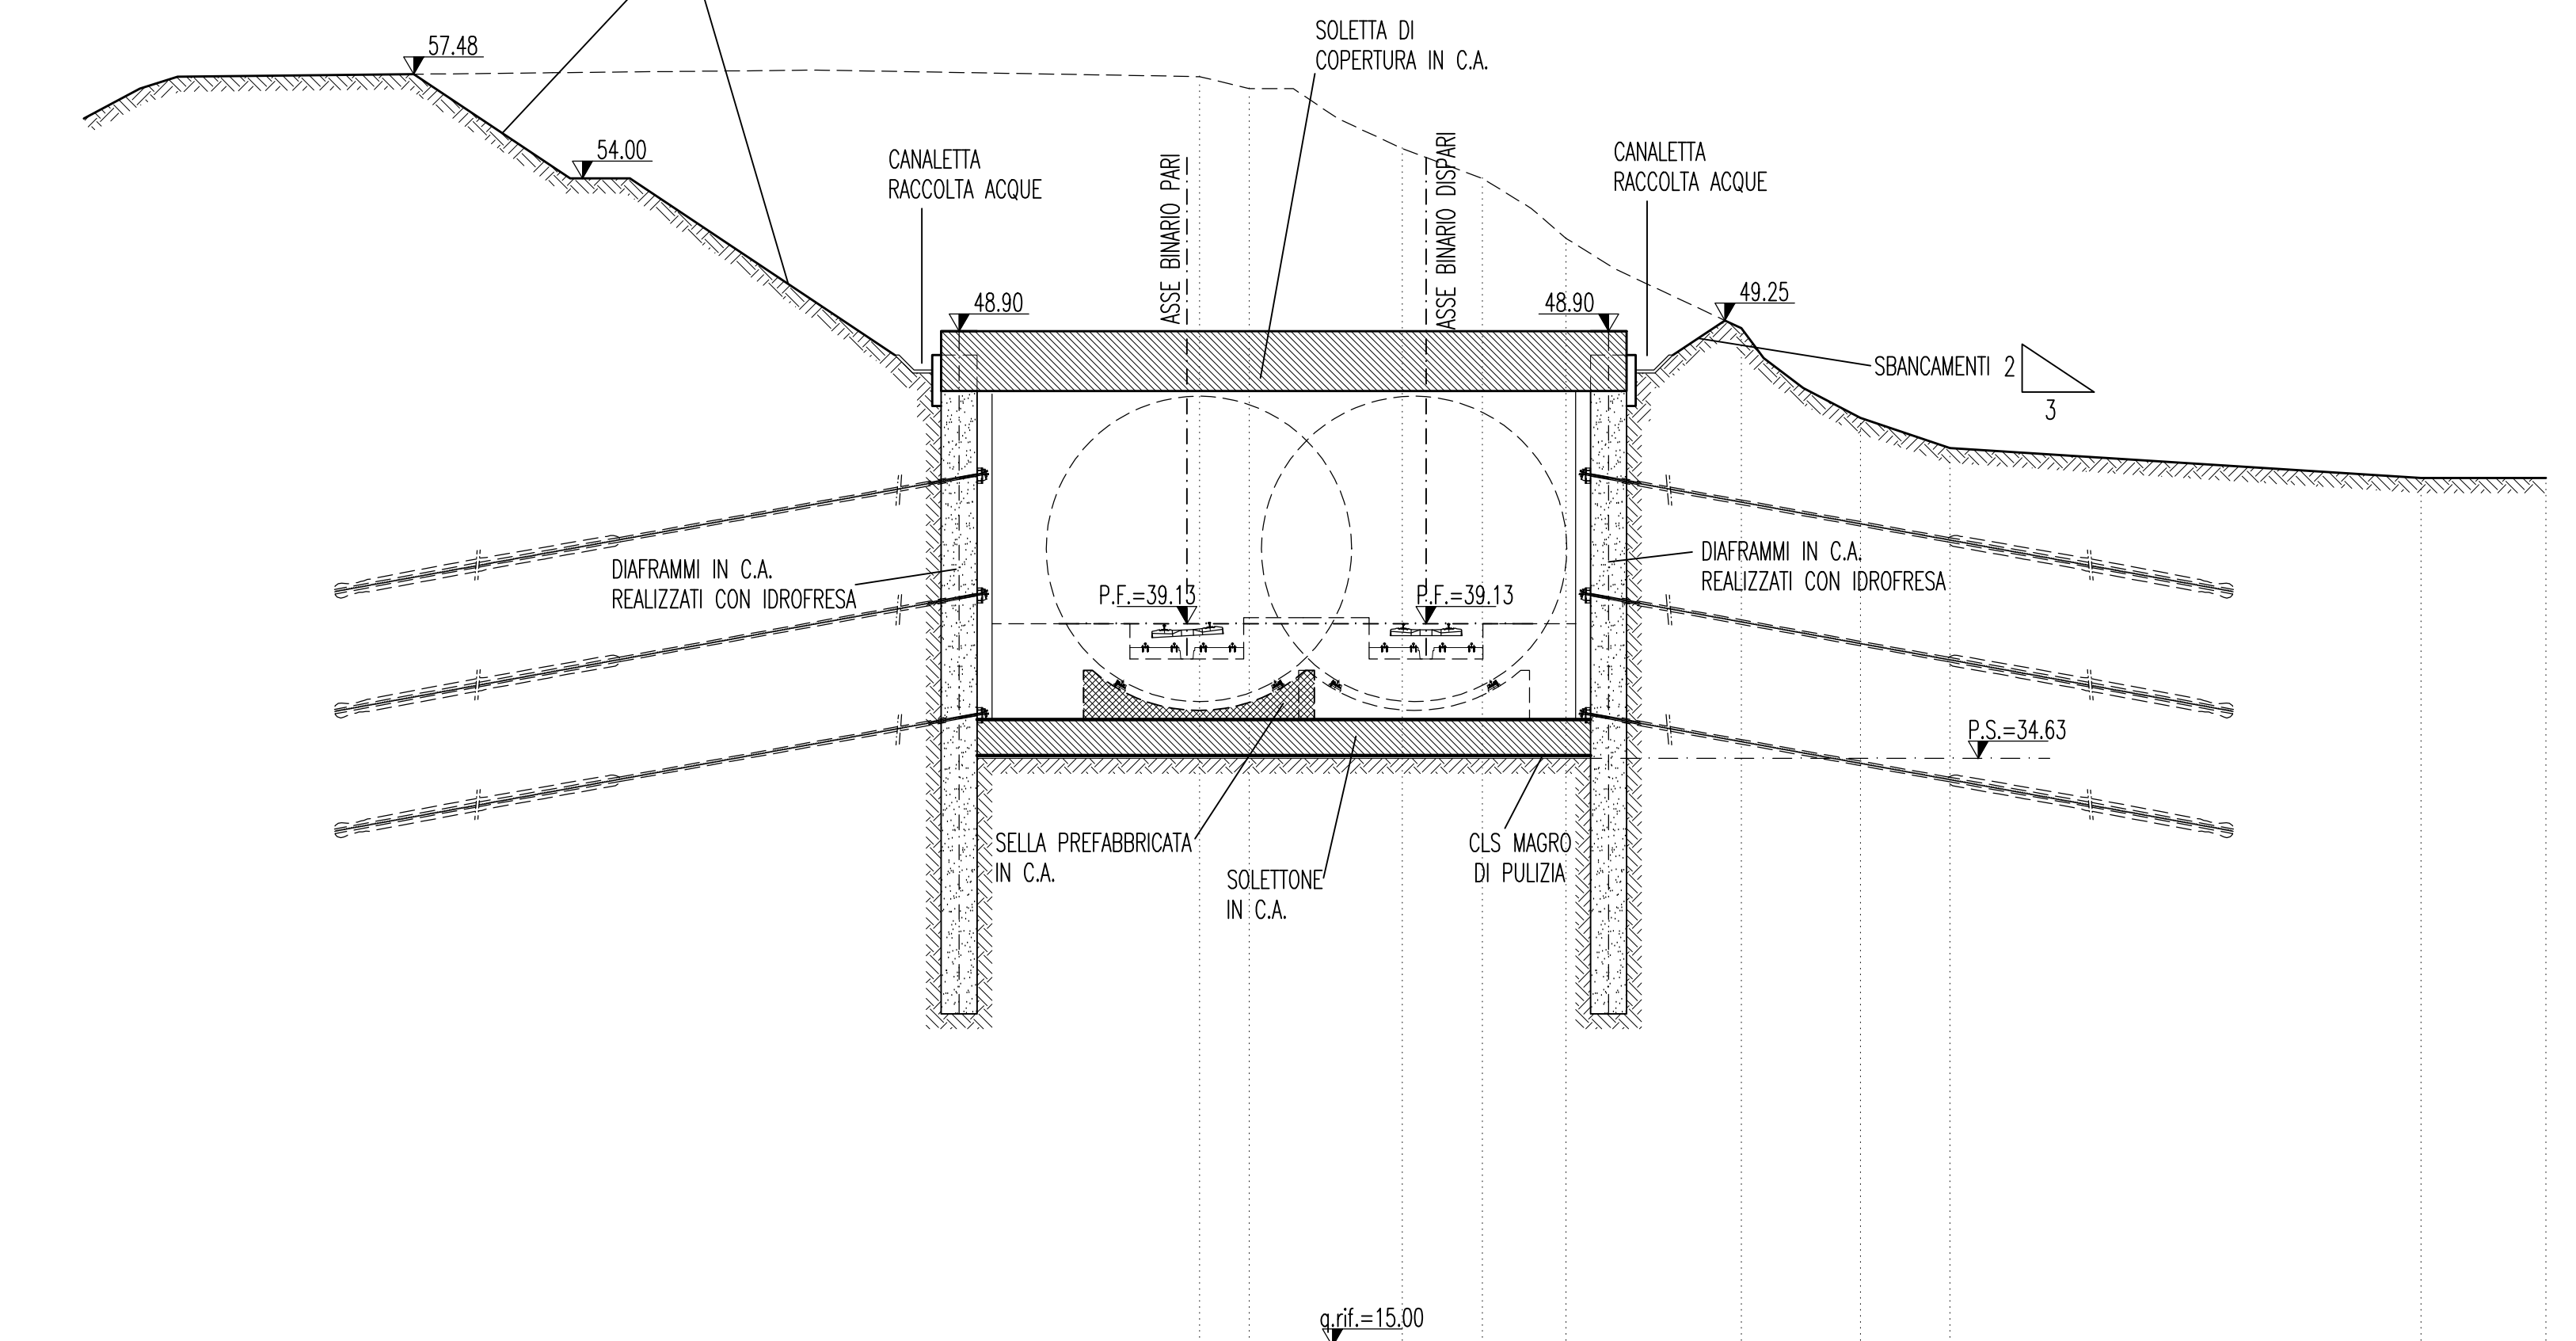 SOLETTA DI
COPERTURA IN C.A.
57.48
54.00
CANALETTA
RACCOLTA ACQUE
ASSE BINARIO PARI
ASSE BINARIO DISPARI
CANALETTA
RACCOLTA ACQUE
48.90
48.90
49.25
SBANCAMENTI 2
3
DIAFRAMMI IN C.A.
REALIZZATI CON IDROFRESA
DIAFRAMMI IN C.A.
REALIZZATI CON IDROFRESA
P.F.=39.13
P.F.=39.13
P.S.=34.63
SELLA PREFABBRICATA
IN C.A.
SOLETTONE
IN C.A.
CLS MAGRO
DI PULIZIA
q.rif.=15.00